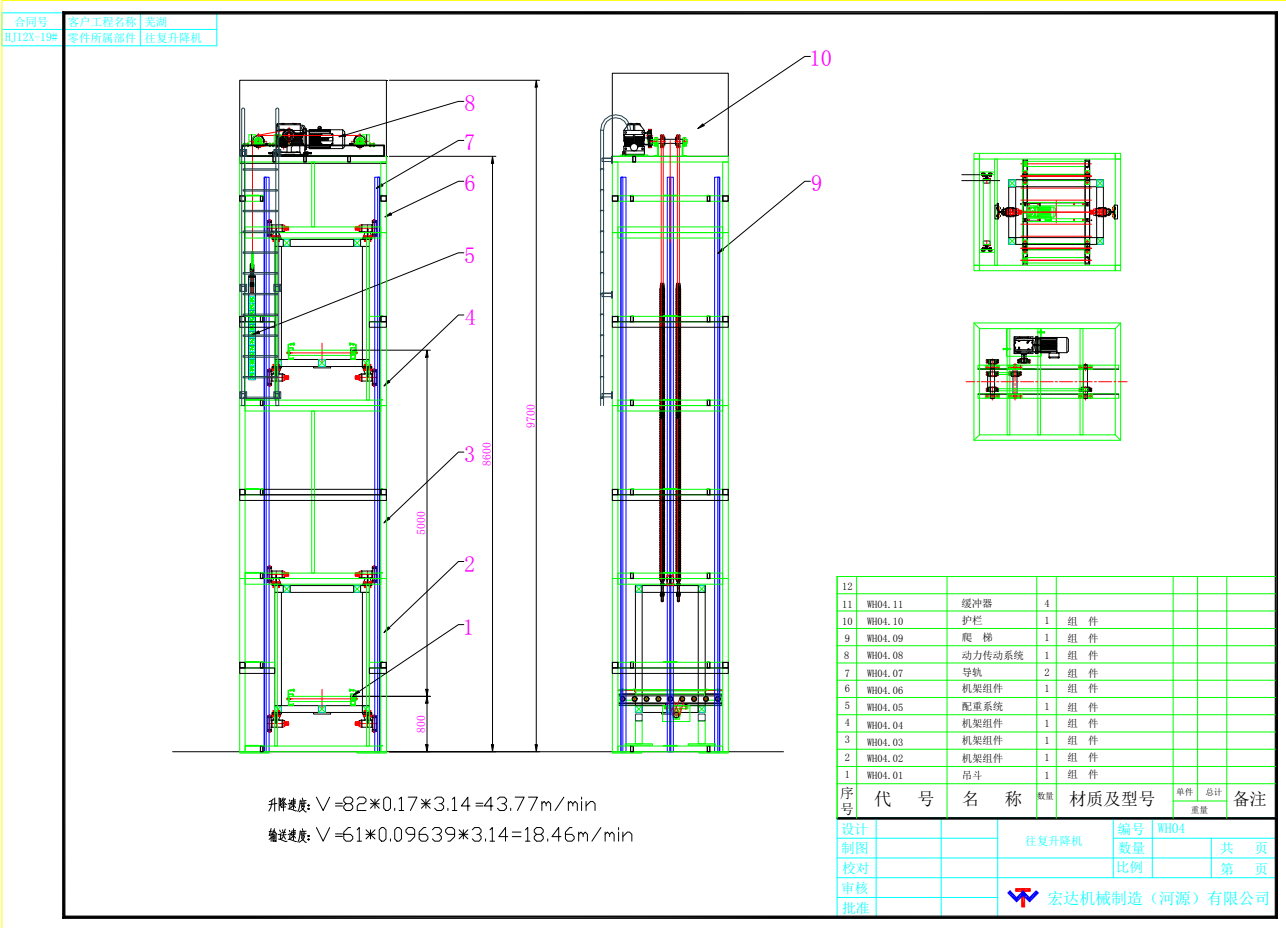 合同号 客户工程名称 芜湖
HJ12X-19# 零件所属部件 往复升降机
10
8
7
6
9
5
4
9700
8600
3
5000
2
1
800
升降速度: V=82*0.17*3.14=43.77m/min
输送速度: V=61*0.09639*3.14=18.46m/min
12
11 WH04.11 缓冲器 4
10 WH04.10 护栏 1 组 件
9 WH04.09 爬 梯 1 组 件
8 WH04.08 动力传动系统 1 组 件
7 WH04.07 导轨 2 组 件
6 WH04.06 机架组件 1 组 件
5 WH04.05 配重系统 1 组 件
4 WH04.04 机架组件 1 组 件
3 WH04.03 机架组件 1 组 件
2 WH04.02 机架组件 1 组 件
1 WH04.01 吊斗 1 组 件
序号 代 号 名 称 数量 材质及型号 单件 总计 重量 备注
设计 往复升降机 编号 WH04
制图 数量 共 页
校对 比例 第 页
审核 宏达机械制造（河源）有限公司
批准